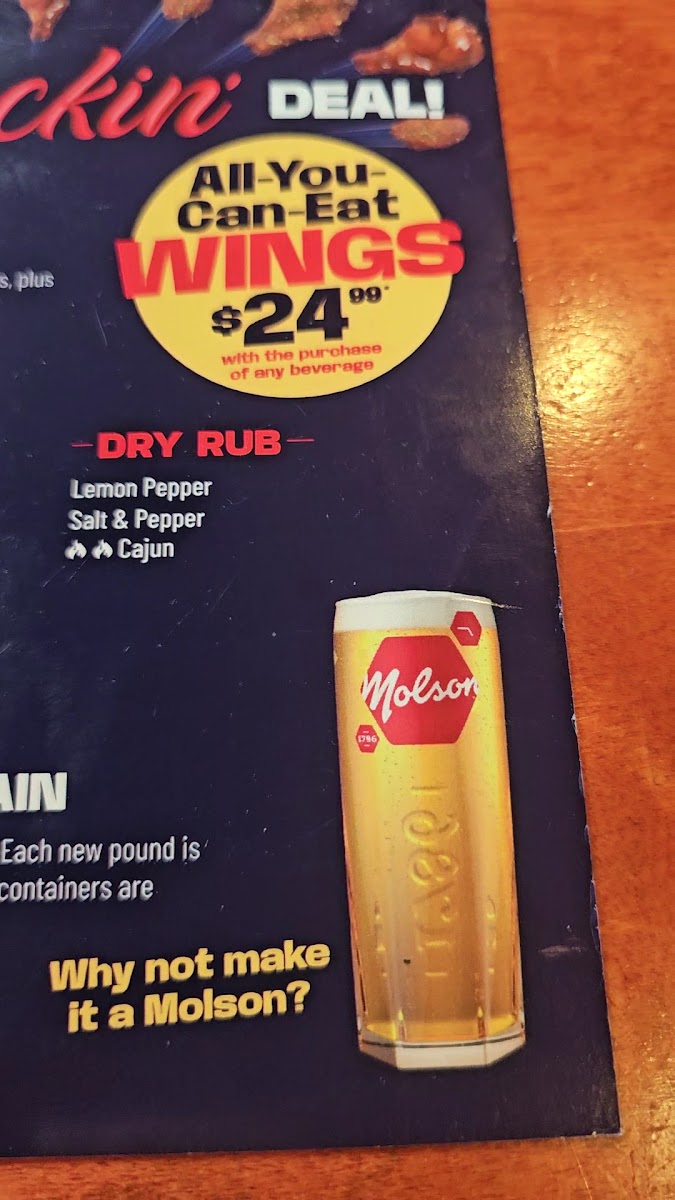 ckin' DEAL!
All-You-
Can-Eat
WINGS
$24.99*
with the purchase
of any beverage
s, plus
DRY RUB
Lemon Pepper
Salt & Pepper
Cajun
Molson
1786
AIN
Each new pound is
containers are
Why not make
it a Molson?